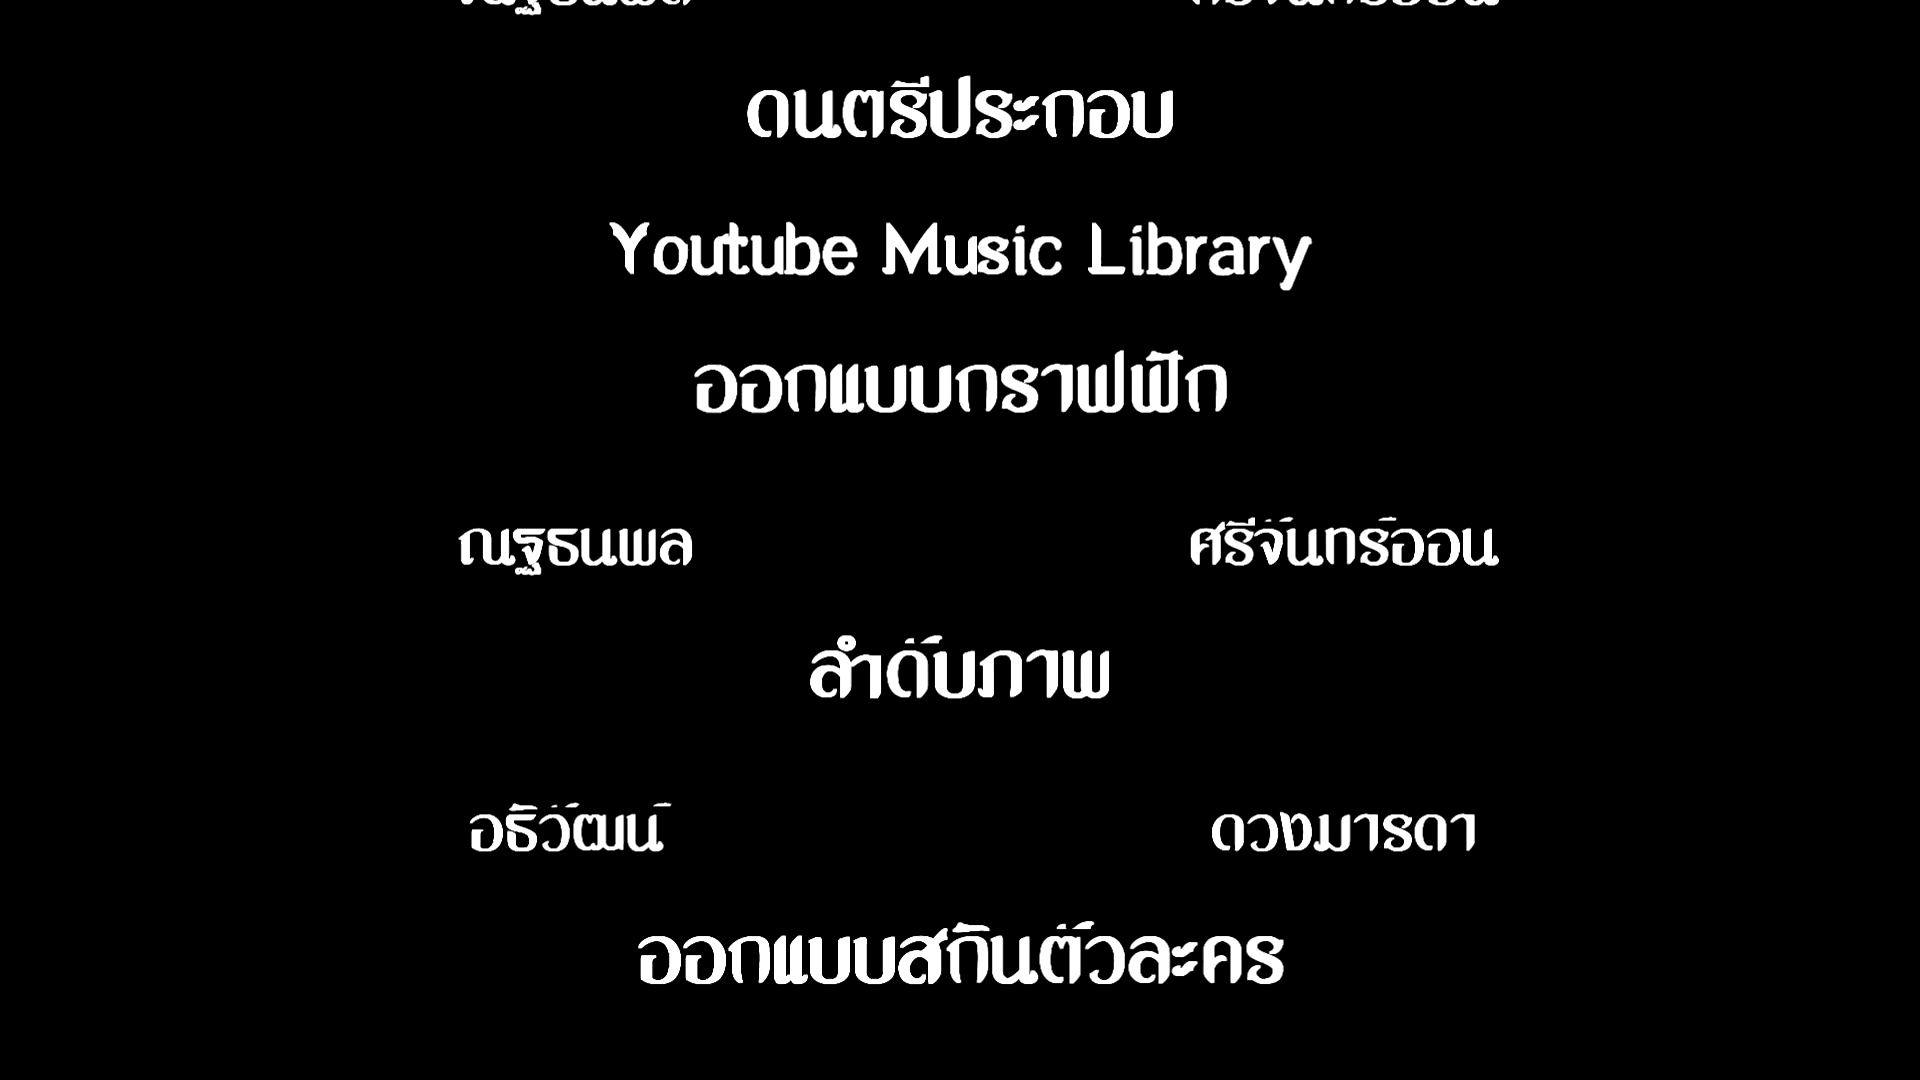 ดนตรีประกอบ
Youtube Music Library
ออกแบบกราฟฟิก
ณฐธนพล ศรีจันทร์ออน
ลำดับภาพ
อธิวัฒน์ ดวงมารดา
ออกแบบสกินตัวละคร